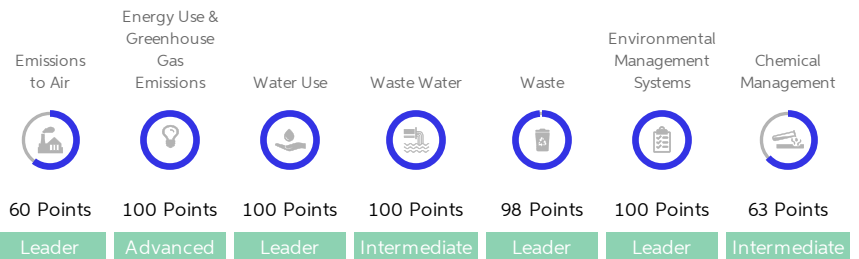 Emissions
to Air
60 Points
Leader
Energy Use &
Greenhouse
Gas
Emissions
100 Points
Advanced
Water Use
100 Points
Leader
Waste Water
100 Points
Intermediate
Waste
98 Points
Leader
Environmental
Management
Systems
100 Points
Leader
Chemical
Management
63 Points
Intermediate